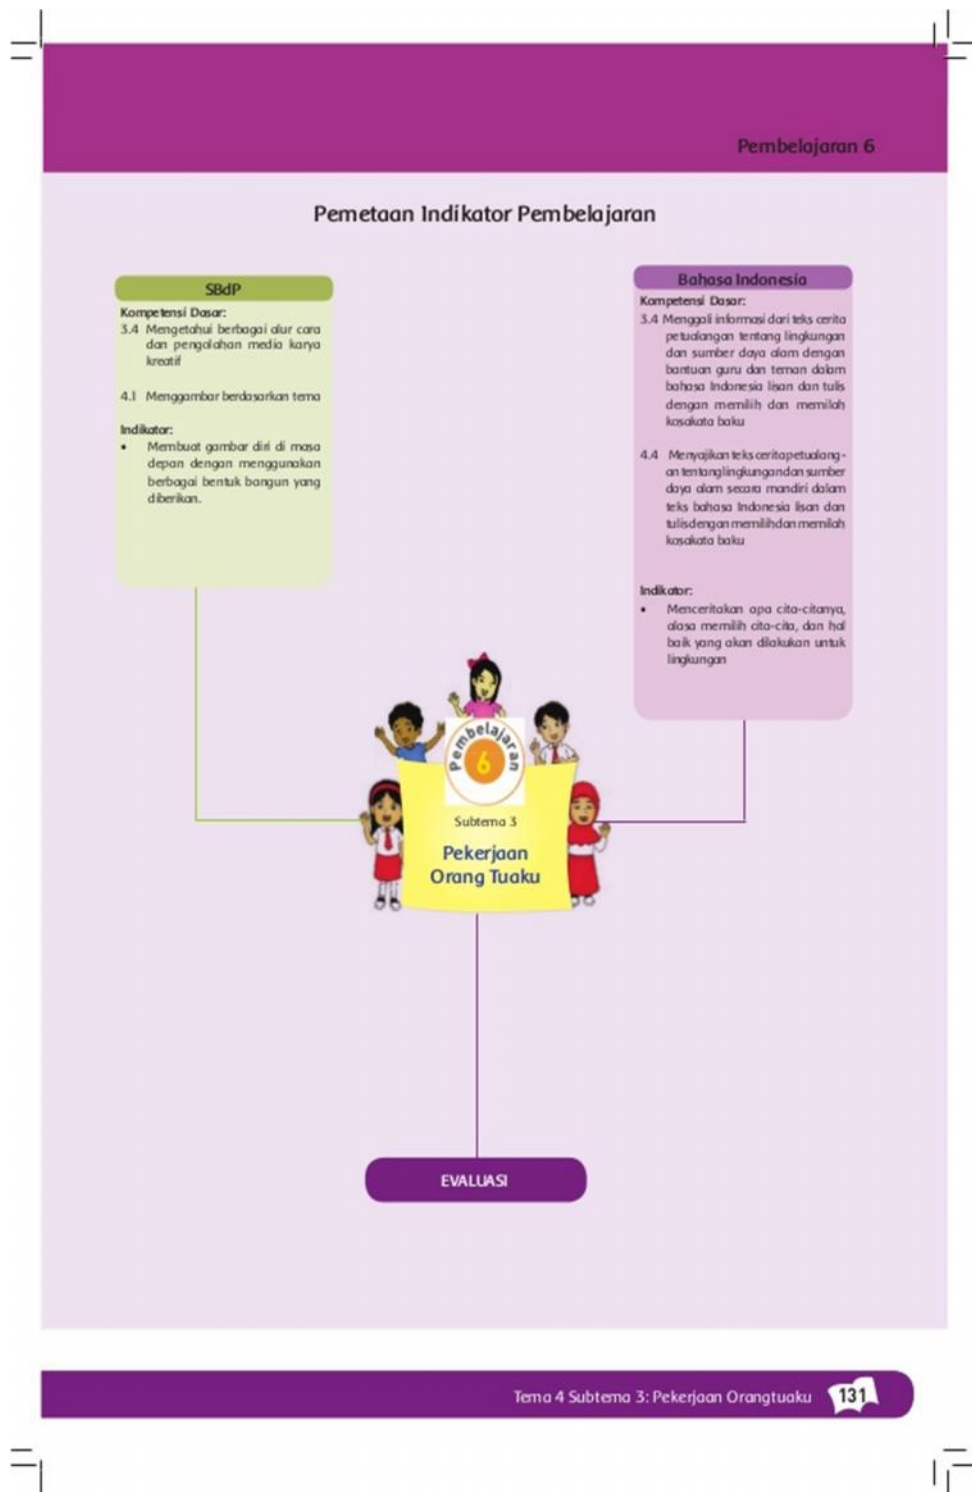 Pembelajaran 6
Pemetaan Indikator Pembelajaran
SBdP
Kompetensi Dasar:
3.4 Mengetahui berbagai alur cara
dan pengolahan media karya
kreatif
4.1 Menggambar berdasarkan tema
Indikator:
• Membuat gambar diri di masa
depan dengan menggunakan
berbagai bentuk bangun yang
diberikan.
Bahasa Indonesia
Kompetensi Dasar:
3.4 Menggali informasi dari teks cerita
petualangan tentang lingkungan
dan sumber daya alam dengan
bantuan guru dan teman dalam
bahasa Indonesia lisan dan tulis
dengan memilih dan memilah
kosakata baku
4.4 Menyajikan teks cerita petualang-
an tentang lingkungan dan sumber
daya alam secara mandiri dalam
teks bahasa Indonesia lisan dan
tulis dengan memilih dan memilah
kosakata baku
Indikator:
• Menceritakan apa cita-citanya,
alasa memilih cita-cita, dan hal
baik yang akan dilakukan untuk
lingkungan
Pembelajaran
6
Subtema 3
Pekerjaan
Orang Tuaku
EVALUASI
Tema 4 Subtema 3: Pekerjaan Orangtuaku 131